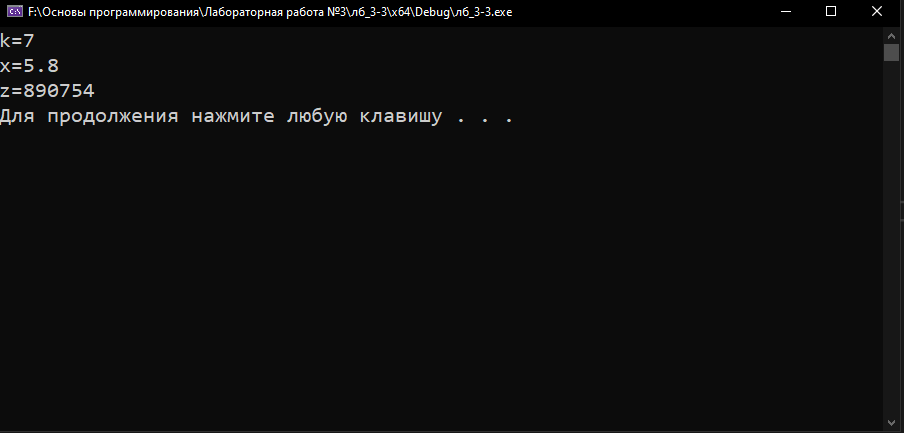 F:\Основы программирования\Лабораторная работа №3\лб_3-3\x64\Debug\лб_3-3.exe
k=7
x=5.8
z=890754
Для продолжения нажмите любую клавишу . . .